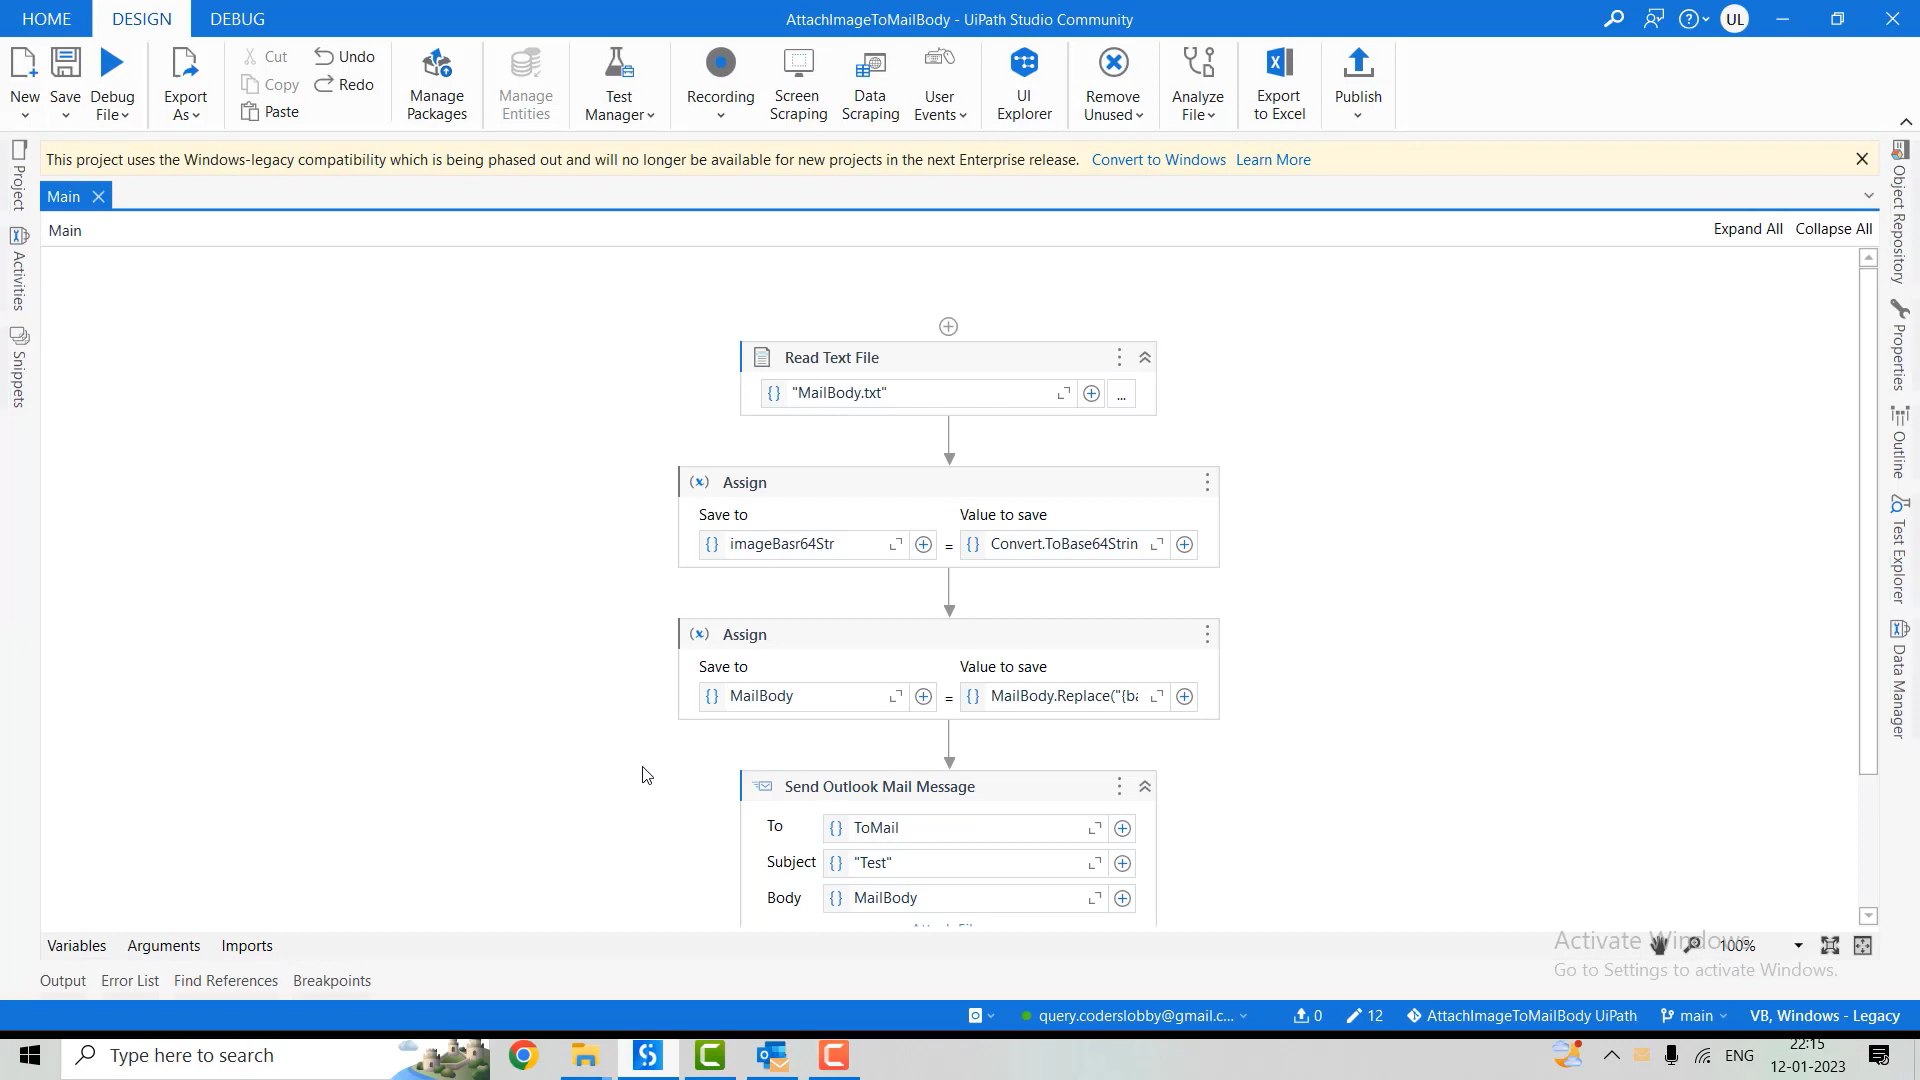 HOME DESIGN DEBUG
AttachImageToMailBody - UiPath Studio Community
UL
New
Save
Debug
File
Export
As
Cut
Copy
Paste
Undo
Redo
Manage
Packages
Manage
Entities
Test
Manager
Recording
Screen
Scraping
Data
Scraping
User
Events
UI
Explorer
Remove
Unused
Analyze
File
Export
to Excel
Publish
This project uses the Windows-legacy compatibility which is being phased out and will no longer be available for new projects in the next Enterprise release. Convert to Windows Learn More
Project
Activities
Snippets
Main
Main
Expand All Collapse All
Read Text File
"MailBody.txt"
...
Assign
Save to
Value to save
imageBasr64Str
=
Convert.ToBase64Strin
Assign
Save to
Value to save
MailBody
=
MailBody.Replace("{ba
Send Outlook Mail Message
To
ToMail
Subject
"Test"
Body
MailBody
Object Repository
Properties
Outline
Test Explorer
Data Manager
Variables Arguments Imports
100%
Activate Windows
Go to Settings to activate Windows.
Output Error List Find References Breakpoints
query.coderslobby@gmail.c...
0
12
AttachImageToMailBody UiPath
main
VB, Windows - Legacy
Type here to search
ENG
22:15
12-01-2023